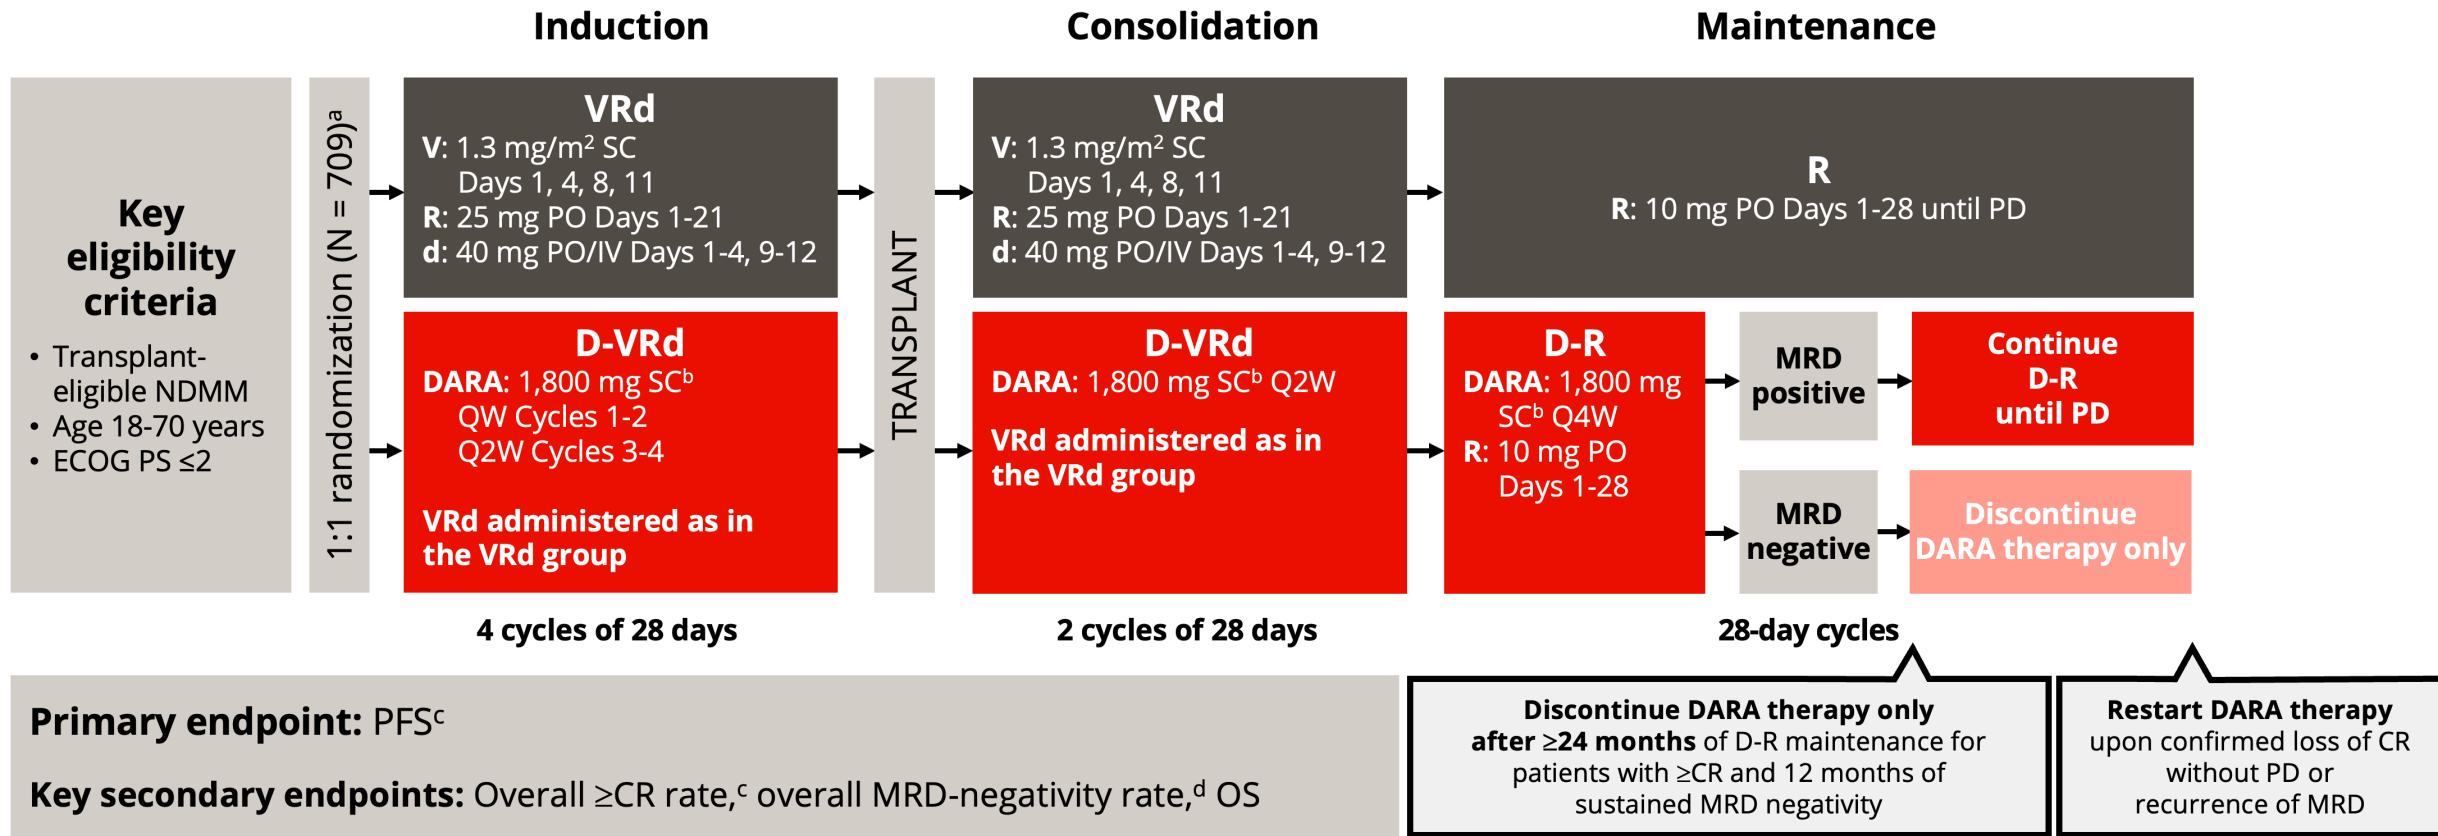 Induction
Consolidation
Maintenance
Key
eligibility
criteria
• Transplant-
eligible NDMM
• Age 18-70 years
• ECOG PS ≤2
1:1 randomization (N = 709)ᵃ
VRd
V: 1.3 mg/m² SC
Days 1, 4, 8, 11
R: 25 mg PO Days 1-21
d: 40 mg PO/IV Days 1-4, 9-12
D-VRd
DARA: 1,800 mg SCᵇ
QW Cycles 1-2
Q2W Cycles 3-4
VRd administered as in
the VRd group
4 cycles of 28 days
TRANSPLANT
VRd
V: 1.3 mg/m² SC
Days 1, 4, 8, 11
R: 25 mg PO Days 1-21
d: 40 mg PO/IV Days 1-4, 9-12
D-VRd
DARA: 1,800 mg SCᵇ Q2W
VRd administered as in
the VRd group
2 cycles of 28 days
R
R: 10 mg PO Days 1-28 until PD
D-R
DARA: 1,800 mg
SCᵇ Q4W
R: 10 mg PO
Days 1-28
MRD
positive
Continue
D-R
until PD
MRD
negative
Discontinue
DARA therapy only
28-day cycles
Primary endpoint: PFSᶜ
Key secondary endpoints: Overall ≥CR rate,ᶜ overall MRD-negativity rate,ᵈ OS
Discontinue DARA therapy only
after ≥24 months of D-R maintenance for
patients with ≥CR and 12 months of
sustained MRD negativity
Restart DARA therapy
upon confirmed loss of CR
without PD or
recurrence of MRD